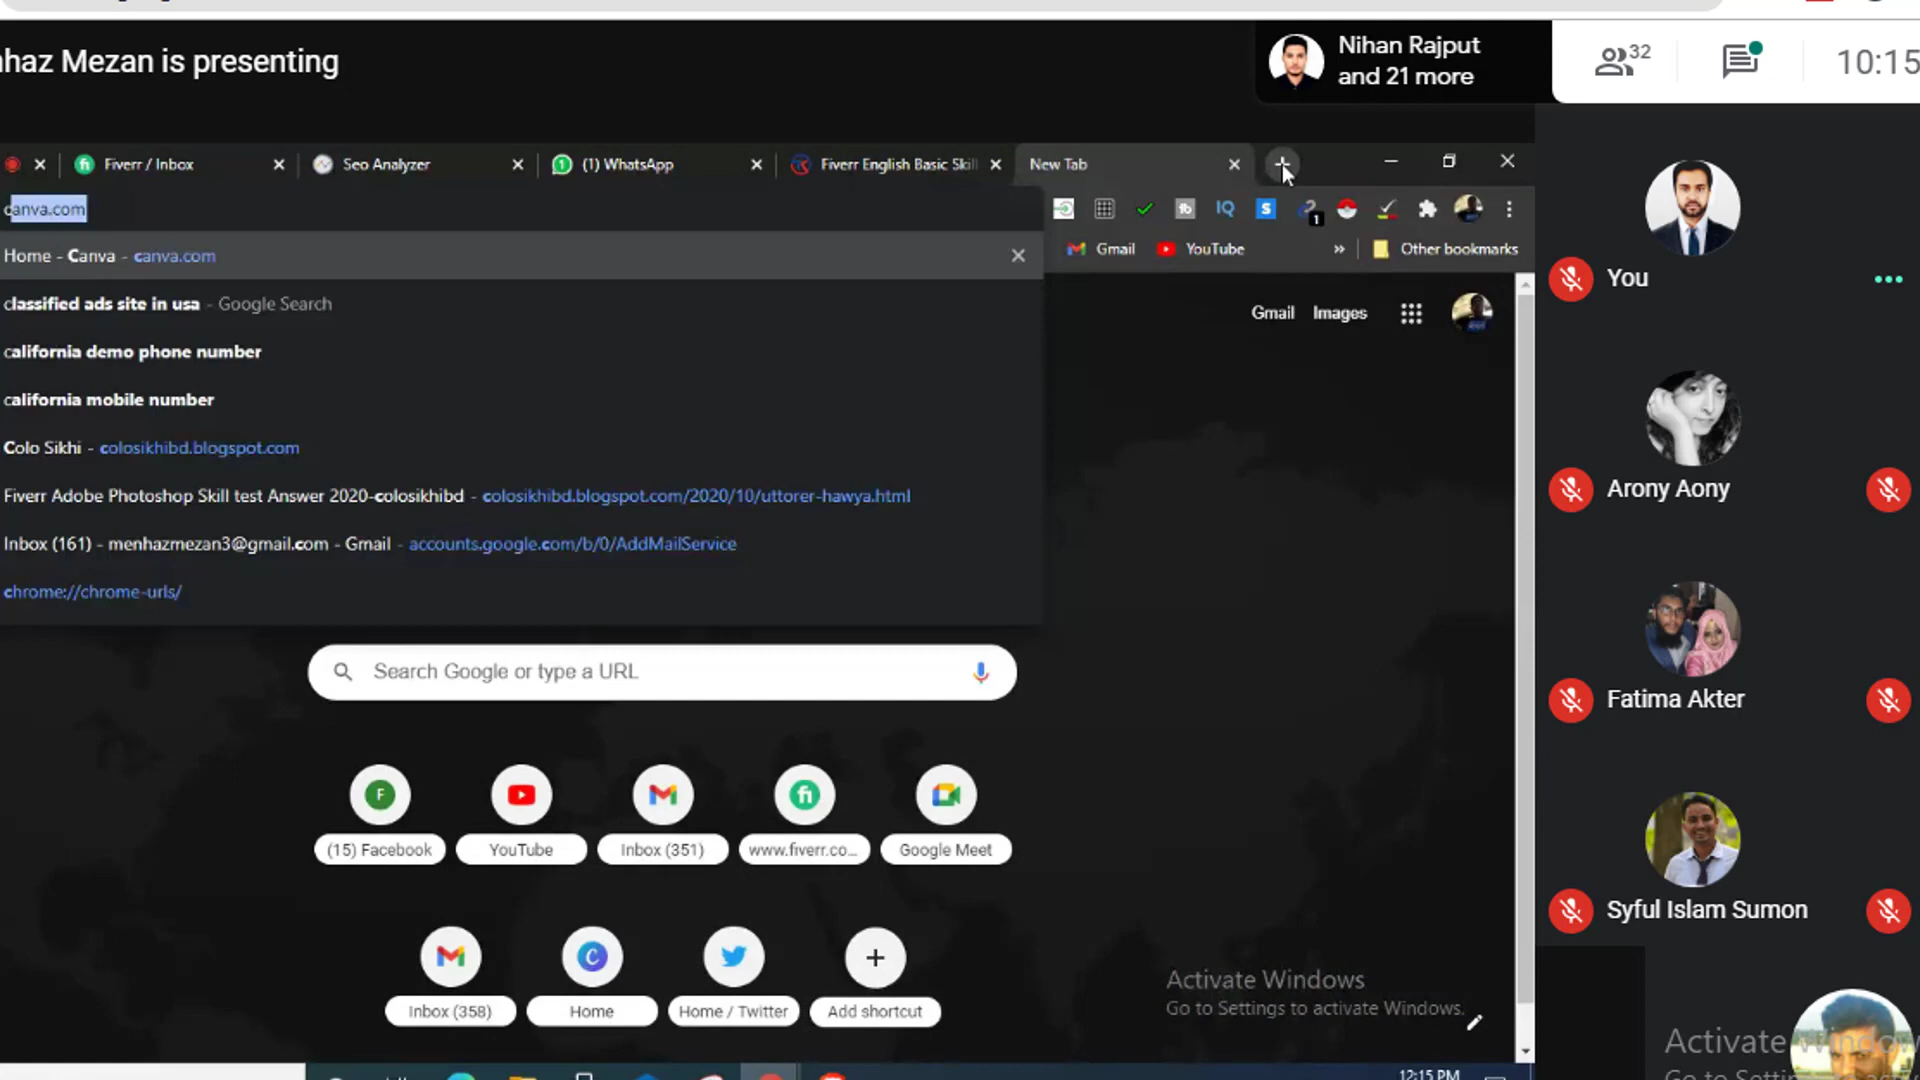 nhaz Mezan is presenting
Nihan Rajput
and 21 more
32
10:15
Fiverr / Inbox
Seo Analyzer
(1) WhatsApp
Fiverr English Basic Skil
New Tab
canva.com
1
Home - Canva - canva.com
Gmail
YouTube
»
Other bookmarks
classified ads site in usa - Google Search
Gmail
Images
california demo phone number
california mobile number
Colo Sikhi - colosikhibd.blogspot.com
Fiverr Adobe Photoshop Skill test Answer 2020-colosikhibd - colosikhibd.blogspot.com/2020/10/uttorer-hawya.html
Inbox (161) - menhazmezan3@gmail.com - Gmail - accounts.google.com/b/0/AddMailService
chrome://chrome-urls/
Search Google or type a URL
F
(15) Facebook
YouTube
Inbox (351)
www.fiverr.co...
Google Meet
Inbox (358)
Home
Home / Twitter
Add shortcut
Activate Windows
Go to Settings to activate Windows.
12:15 PM
You
Arony Aony
Fatima Akter
Syful Islam Sumon
Activate Windows
Go to Settin